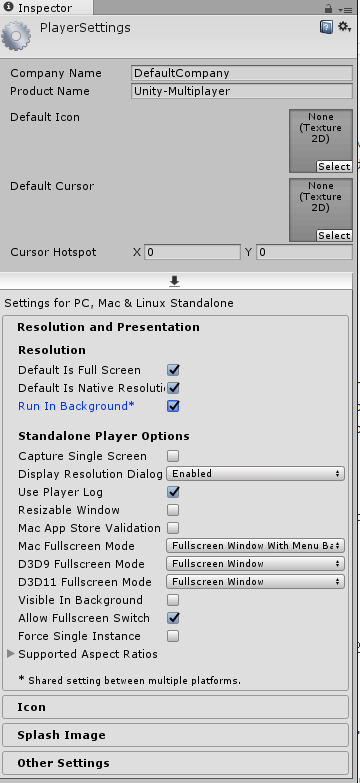 Inspector
PlayerSettings
Company Name DefaultCompany
Product Name Unity-Multiplayer
Default Icon None
(Texture
2D)
Select
Default Cursor None
(Texture
2D)
Select
Cursor Hotspot X 0 Y 0
Settings for PC, Mac & Linux Standalone
Resolution and Presentation
Resolution
Default Is Full Screen
Default Is Native Resoluti
Run In Background*
Standalone Player Options
Capture Single Screen
Display Resolution Dialog Enabled
Use Player Log
Resizable Window
Mac App Store Validation
Mac Fullscreen Mode Fullscreen Window With Menu Ba
D3D9 Fullscreen Mode Fullscreen Window
D3D11 Fullscreen Mode Fullscreen Window
Visible In Background
Allow Fullscreen Switch
Force Single Instance
Supported Aspect Ratios
* Shared setting between multiple platforms.
Icon
Splash Image
Other Settings